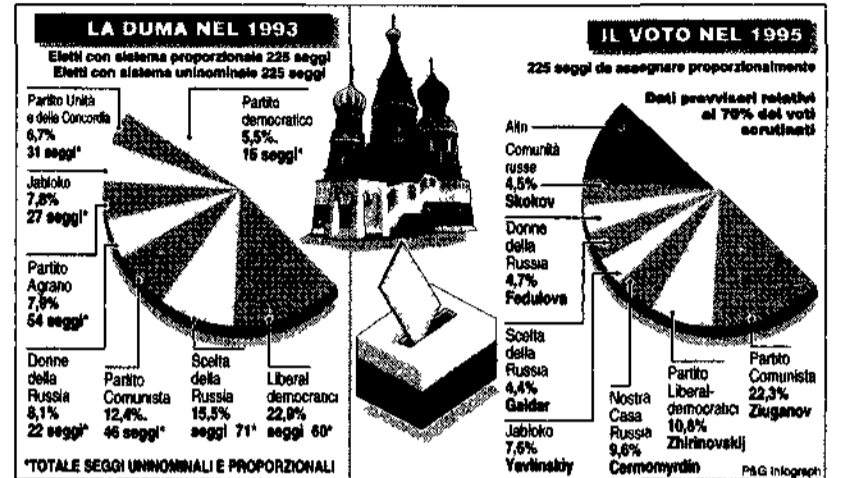 LA DUMA NEL 1993
Eletti con sistema proporzionale 225 seggi
Eletti con sistema uninominale 225 seggi
Partito Unità
e della Concordia
6,7%
31 seggi*
Partito
democratico
5,5%.
15 seggi*
Jabloko
7,8%
27 seggi*
Partito
Agrario
7,9%
54 seggi*
Donne
della
Russia
8,1%
22 seggi*
Partito
Comunista
12,4%.
46 seggi*
Scelta
della
Russia
15,5%
seggi 71*
Liberal
democratici
22,9%
seggi 60*
*TOTALE SEGGI UNINOMINALI E PROPORZIONALI
IL VOTO NEL 1995
225 seggi da assegnare proporzionalmente
Dati provvisori relativi
al 70% dei voti
scrutinati
Altri
Comunità
russe
4,5%
Skokov
Donne
della
Russia
4,7%
Fedulova
Scelta
della
Russia
4,4%
Gaidar
Jabloko
7,6%
Yavlinskiy
Nostra
Casa
Russia
9,6%
Cernomyrdin
Partito
Liberal-
democratici
10,8%
Zhirinovskij
Partito
Comunista
22,3%
Ziuganov
P&G Infograph